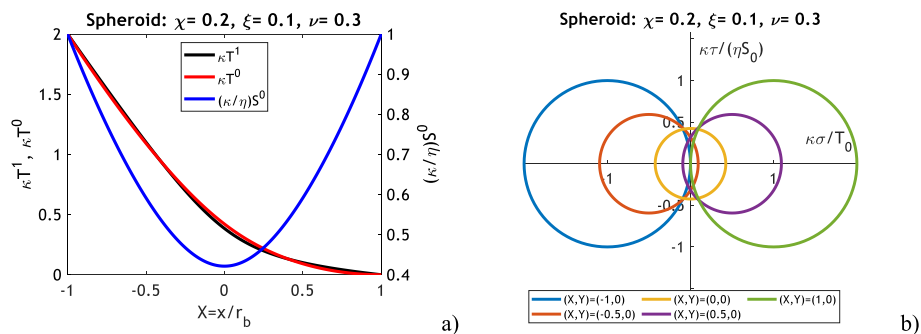 Spheroid: χ= 0.2, ξ= 0.1, ν= 0.3
2
1.5
1
0.5
0
κT¹, κT⁰
κT¹
κT⁰
(κ/η)S⁰
1
0.9
0.8
0.7
0.6
0.5
0.4
(κ/η)S⁰
-1
-0.5
0
0.5
1
X=x/r_b
a)
Spheroid: χ= 0.2, ξ= 0.1, ν= 0.3
κτ/(ηS₀)
1
0.5
κσ/T₀
1
1
-0.5
-1
(X,Y)=(-1,0)
(X,Y)=(0,0)
(X,Y)=(1,0)
(X,Y)=(-0.5,0)
(X,Y)=(0.5,0)
b)